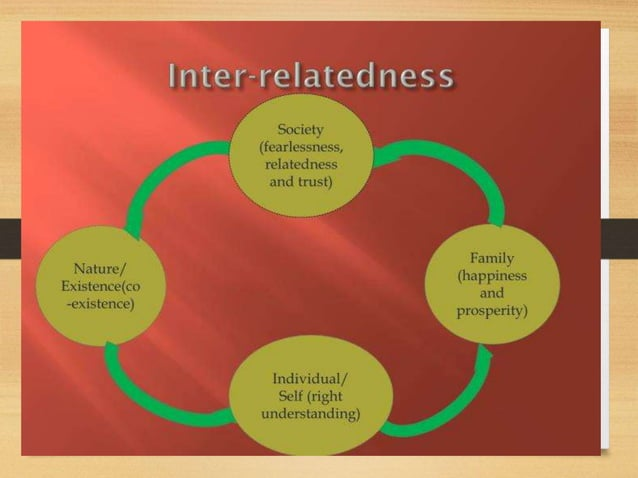 Inter-relatedness
Society
(fearlessness,
relatedness
and trust)
Nature/
Existence(co
-existence)
Family
(happiness
and
prosperity)
Individual/
Self (right
understanding)